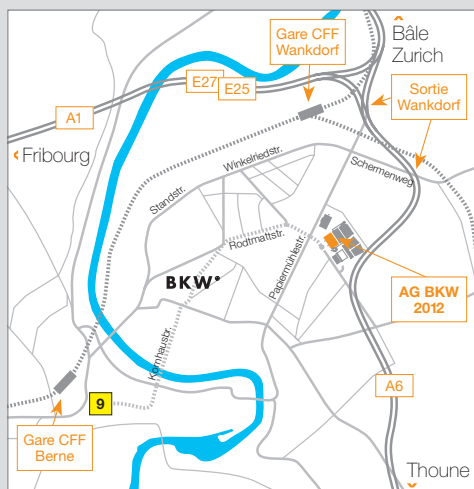 Gare CFF
Wankdorf
Bâle
Zurich
E27
E25
Sortie
Wankdorf
A1
Fribourg
Winkelriedstr.
Schermenweg
Standstr.
Rodtmattstr.
Papiermühlestr.
BKW
AG BKW
2012
Kornhausstr.
A6
9
Gare CFF
Berne
Thoune